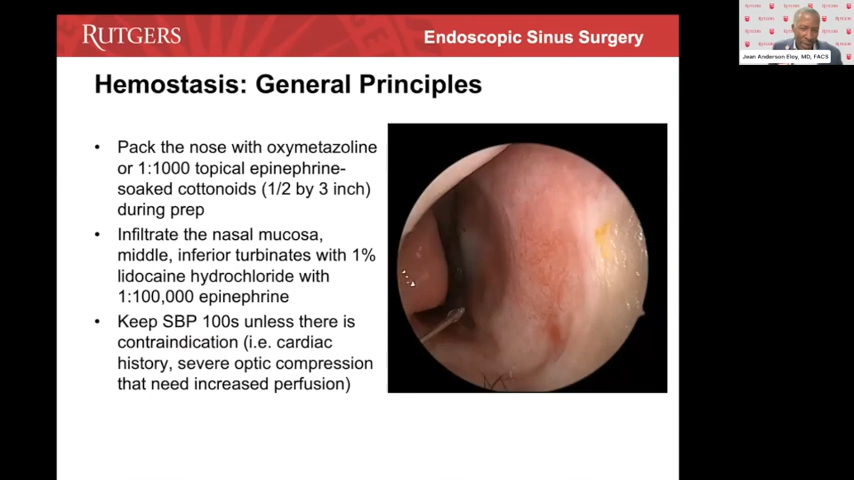 RUTGERS
Endoscopic Sinus Surgery
Hemostasis: General Principles
• Pack the nose with oxymetazoline
or 1:1000 topical epinephrine-
soaked cottonoids (1/2 by 3 inch)
during prep
• Infiltrate the nasal mucosa,
middle, inferior turbinates with 1%
lidocaine hydrochloride with
1:100,000 epinephrine
• Keep SBP 100s unless there is
contraindication (i.e. cardiac
history, severe optic compression
that need increased perfusion)
Jean Anderson Eloy, MD, FACS